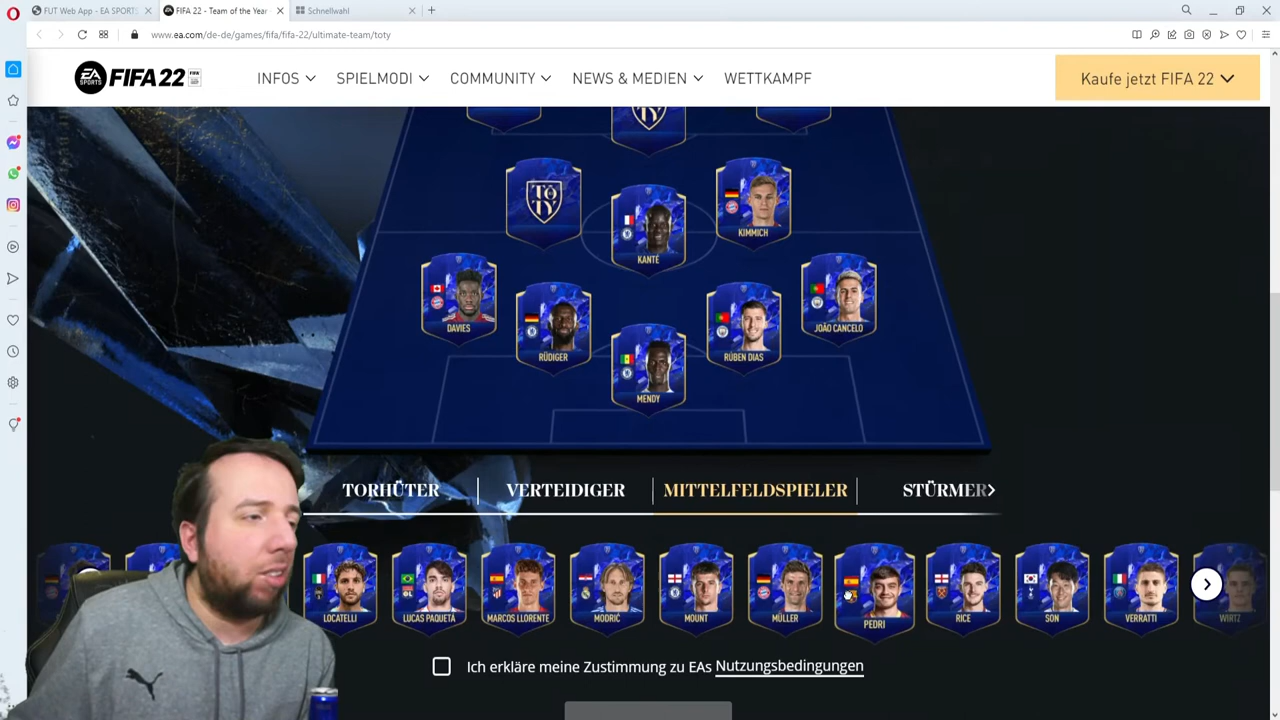 FUT Web App - EA SPORTS
FIFA 22 - Team of the Year
Schnellwahl
www.ea.com/de-de/games/fifa/fifa-22/ultimate-team/toty
EA SPORTS FIFA 22
INFOS
SPIELMODI
COMMUNITY
NEWS & MEDIEN
WETTKAMPF
Kaufe jetzt FIFA 22
TOTY
KANTÉ
KIMMICH
DAVIES
RÜDIGER
MENDY
RÚBEN DIAS
JOÃO CANCELO
TORHÜTER
VERTEIDIGER
MITTELFELDSPIELER
STÜRMER
LOCATELLI
LUCAS PAQUETÁ
MARCOS LLORENTE
MODRIĆ
MOUNT
MÜLLER
PEDRI
RICE
SON
VERRATTI
WIRTZ
Ich erkläre meine Zustimmung zu EAs Nutzungsbedingungen